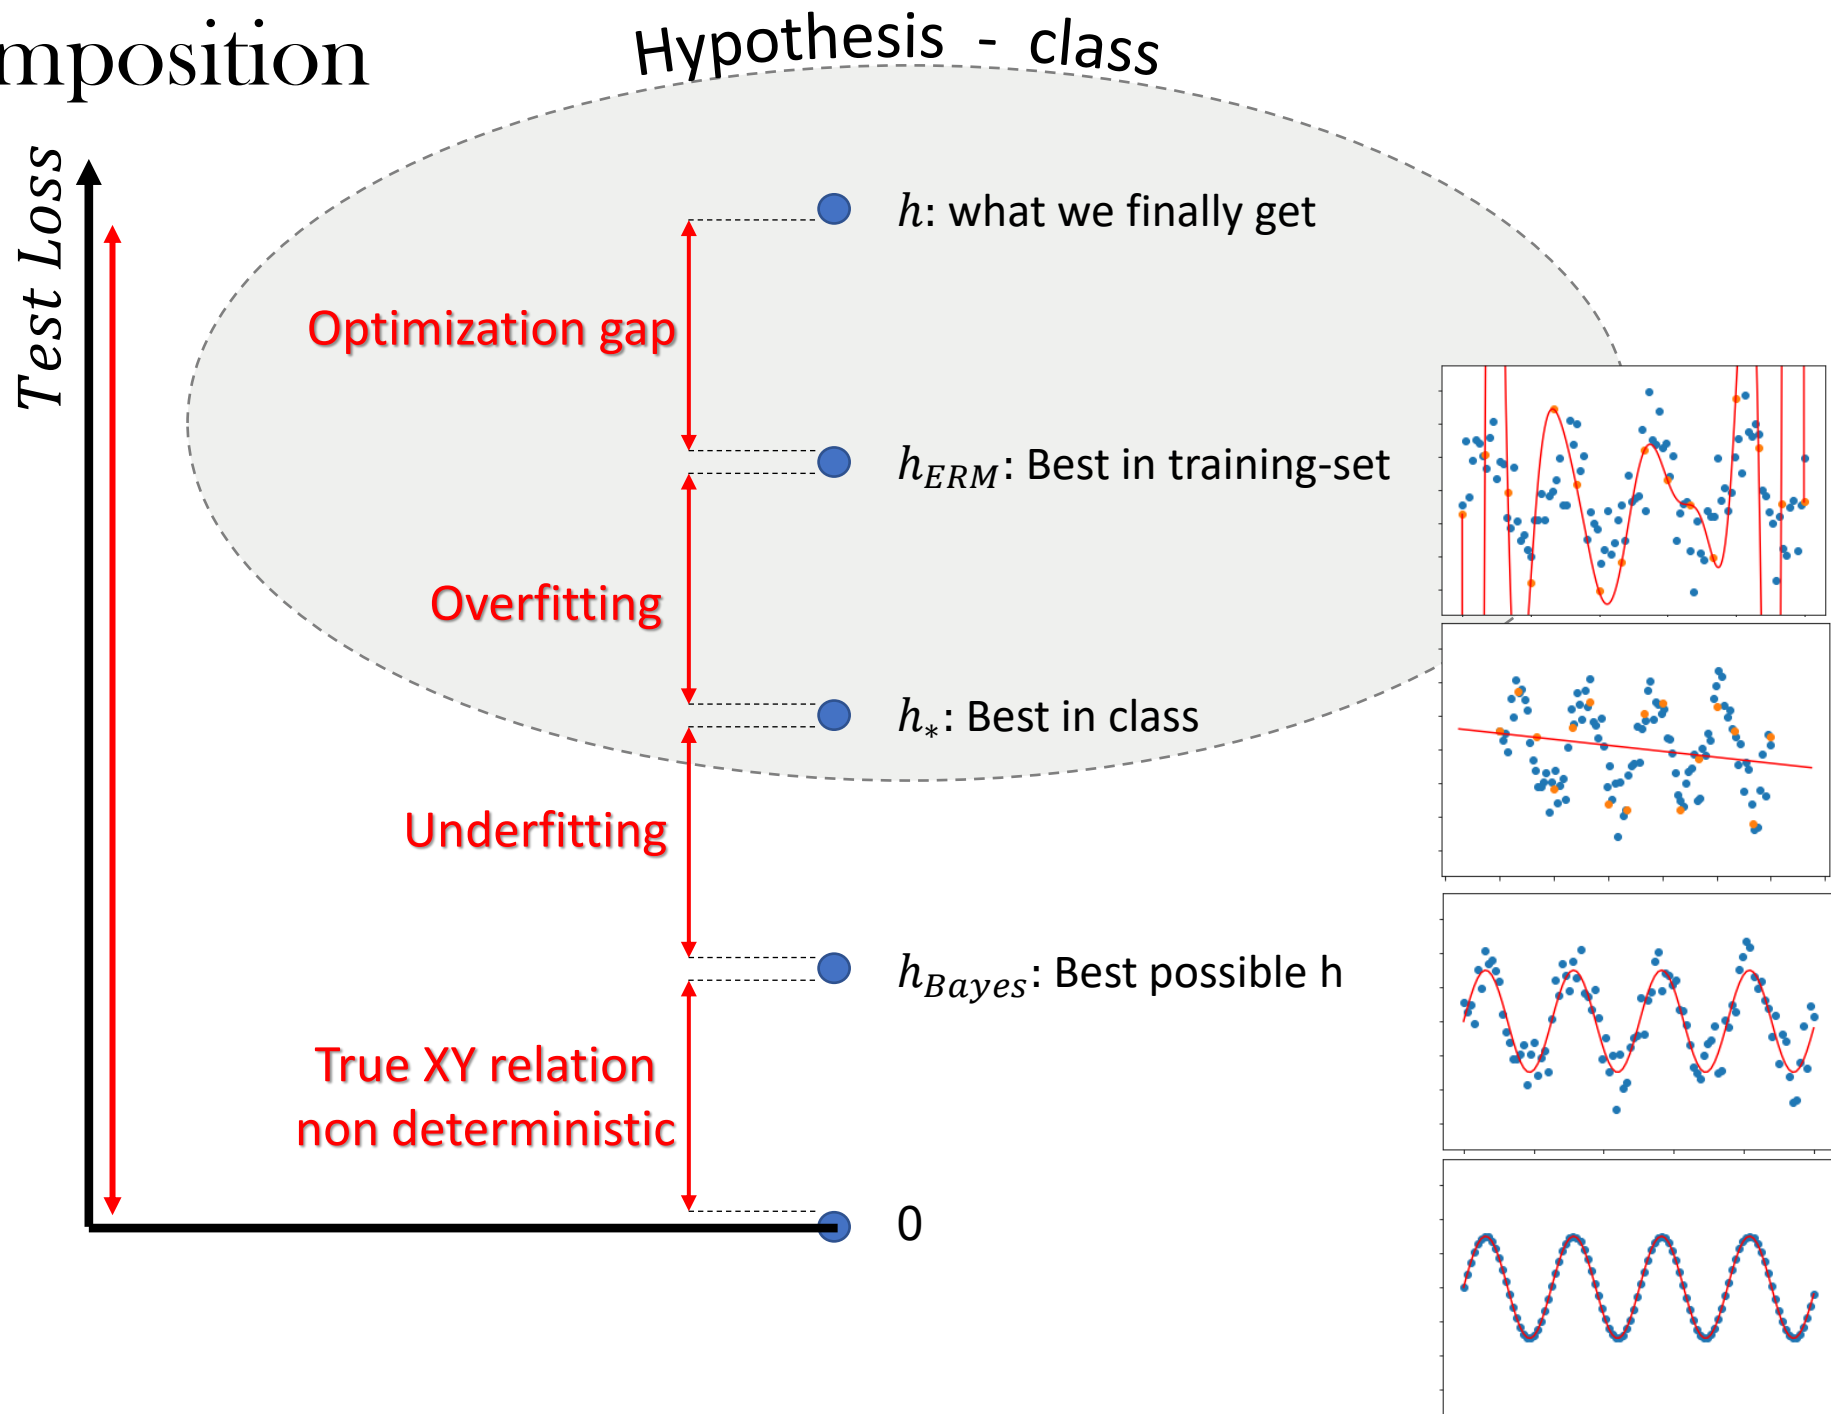 mposition
Hypothesis - class
Test Loss
h: what we finally get
Optimization gap
h_ERM: Best in training-set
Overfitting
h_*: Best in class
Underfitting
h_Bayes: Best possible h
True XY relation
non deterministic
0